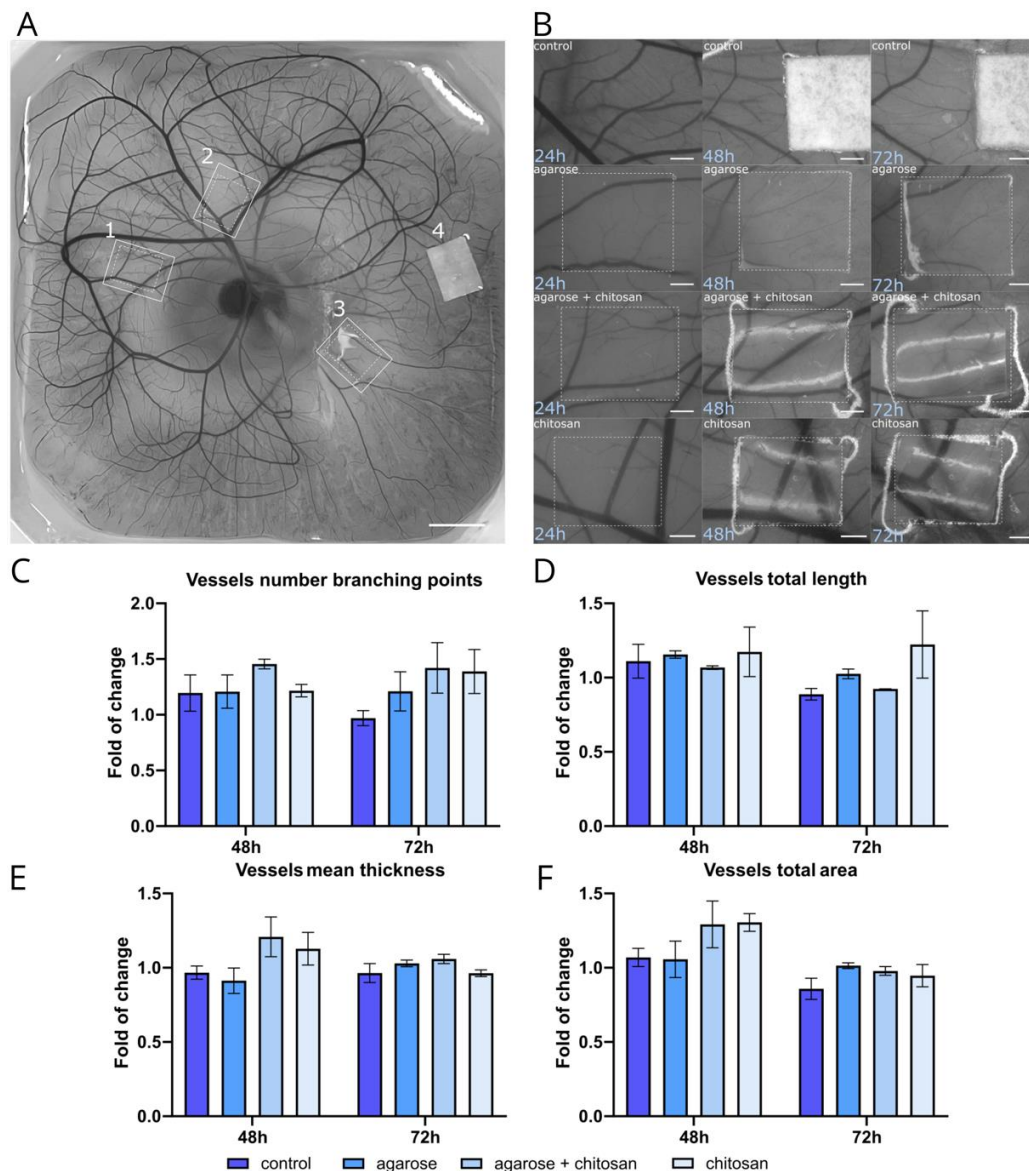 A
1
2
3
4
B
control
24h
control
48h
control
72h
agarose
24h
agarose
48h
agarose
72h
agarose + chitosan
24h
agarose + chitosan
48h
agarose + chitosan
72h
chitosan
24h
chitosan
48h
chitosan
72h
C
Vessels number branching points
Fold of change
2.0
1.5
1.0
0.5
0.0
48h
72h
D
Vessels total length
Fold of change
1.5
1.0
0.5
0.0
48h
72h
E
Vessels mean thickness
Fold of change
1.5
1.0
0.5
0.0
48h
72h
F
Vessels total area
Fold of change
1.5
1.0
0.5
0.0
48h
72h
control agarose agarose + chitosan chitosan